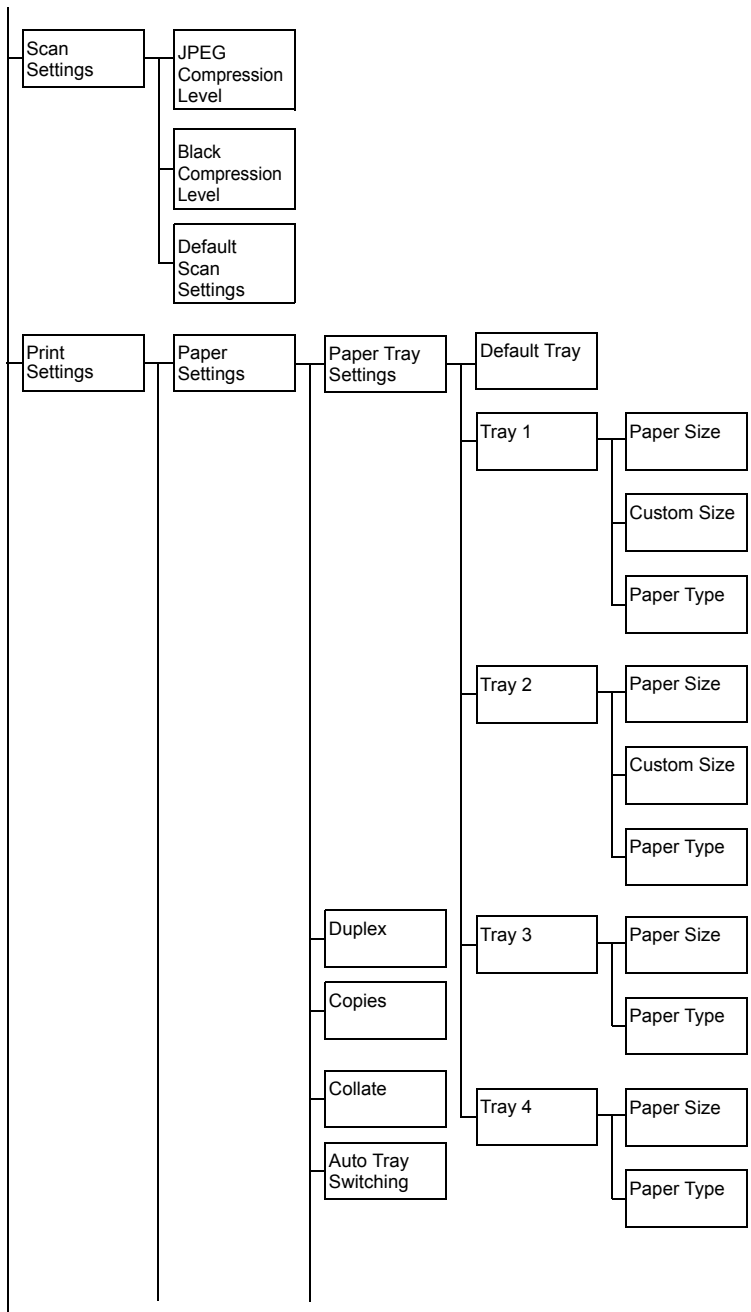 Scan
Settings
JPEG
Compression
Level
Black
Compression
Level
Default
Scan
Settings
Print
Settings
Paper
Settings
Paper Tray
Settings
Default Tray
Tray 1
Paper Size
Custom Size
Paper Type
Tray 2
Paper Size
Custom Size
Paper Type
Duplex
Tray 3
Paper Size
Copies
Paper Type
Collate
Tray 4
Paper Size
Auto Tray
Switching
Paper Type